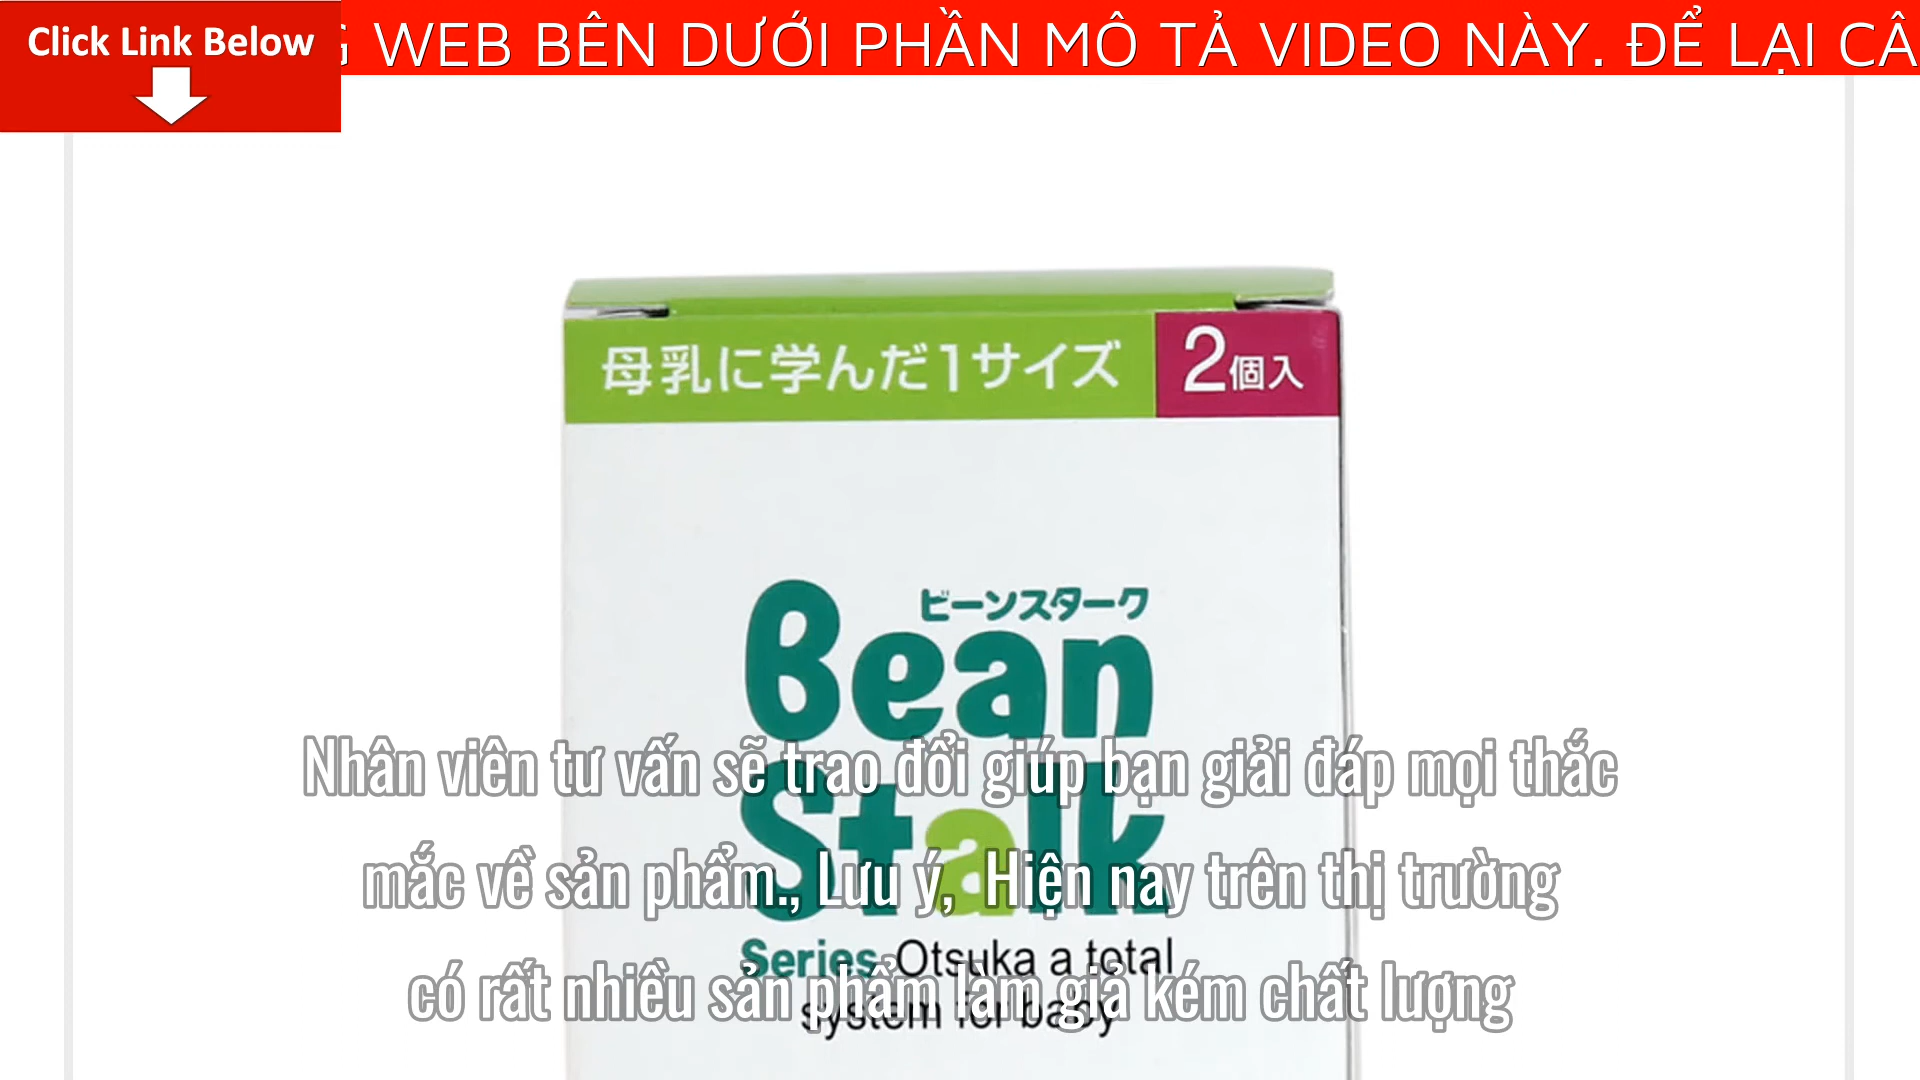 Click Link Below
WEB BÊN DƯỚI PHẦN MÔ TẢ VIDEO NÀY. ĐỂ LẠI CÂ
母乳に学んだ1サイズ
2個入
ビーンスターク
Bean
Stalk
Series Otsuka a total
system for baby
Nhân viên tư vấn sẽ trao đổi giúp bạn giải đáp mọi thắc
mắc về sản phẩm., Lưu ý, Hiện nay trên thị trường
có rất nhiều sản phẩm làm giả kém chất lượng